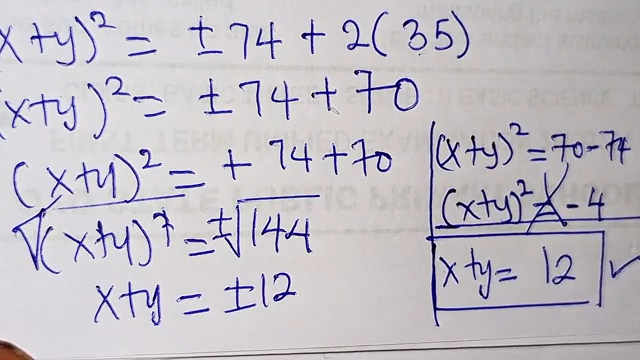 x+y)² = ±74 + 2(35)
(x+y)² = ±74+70
(x+y)² = + 74+70
√(x+y)² = ±√144
x+y = ±12
(x+y)² = 70-74
(x+y)² = -4
x+y = 12 ✓